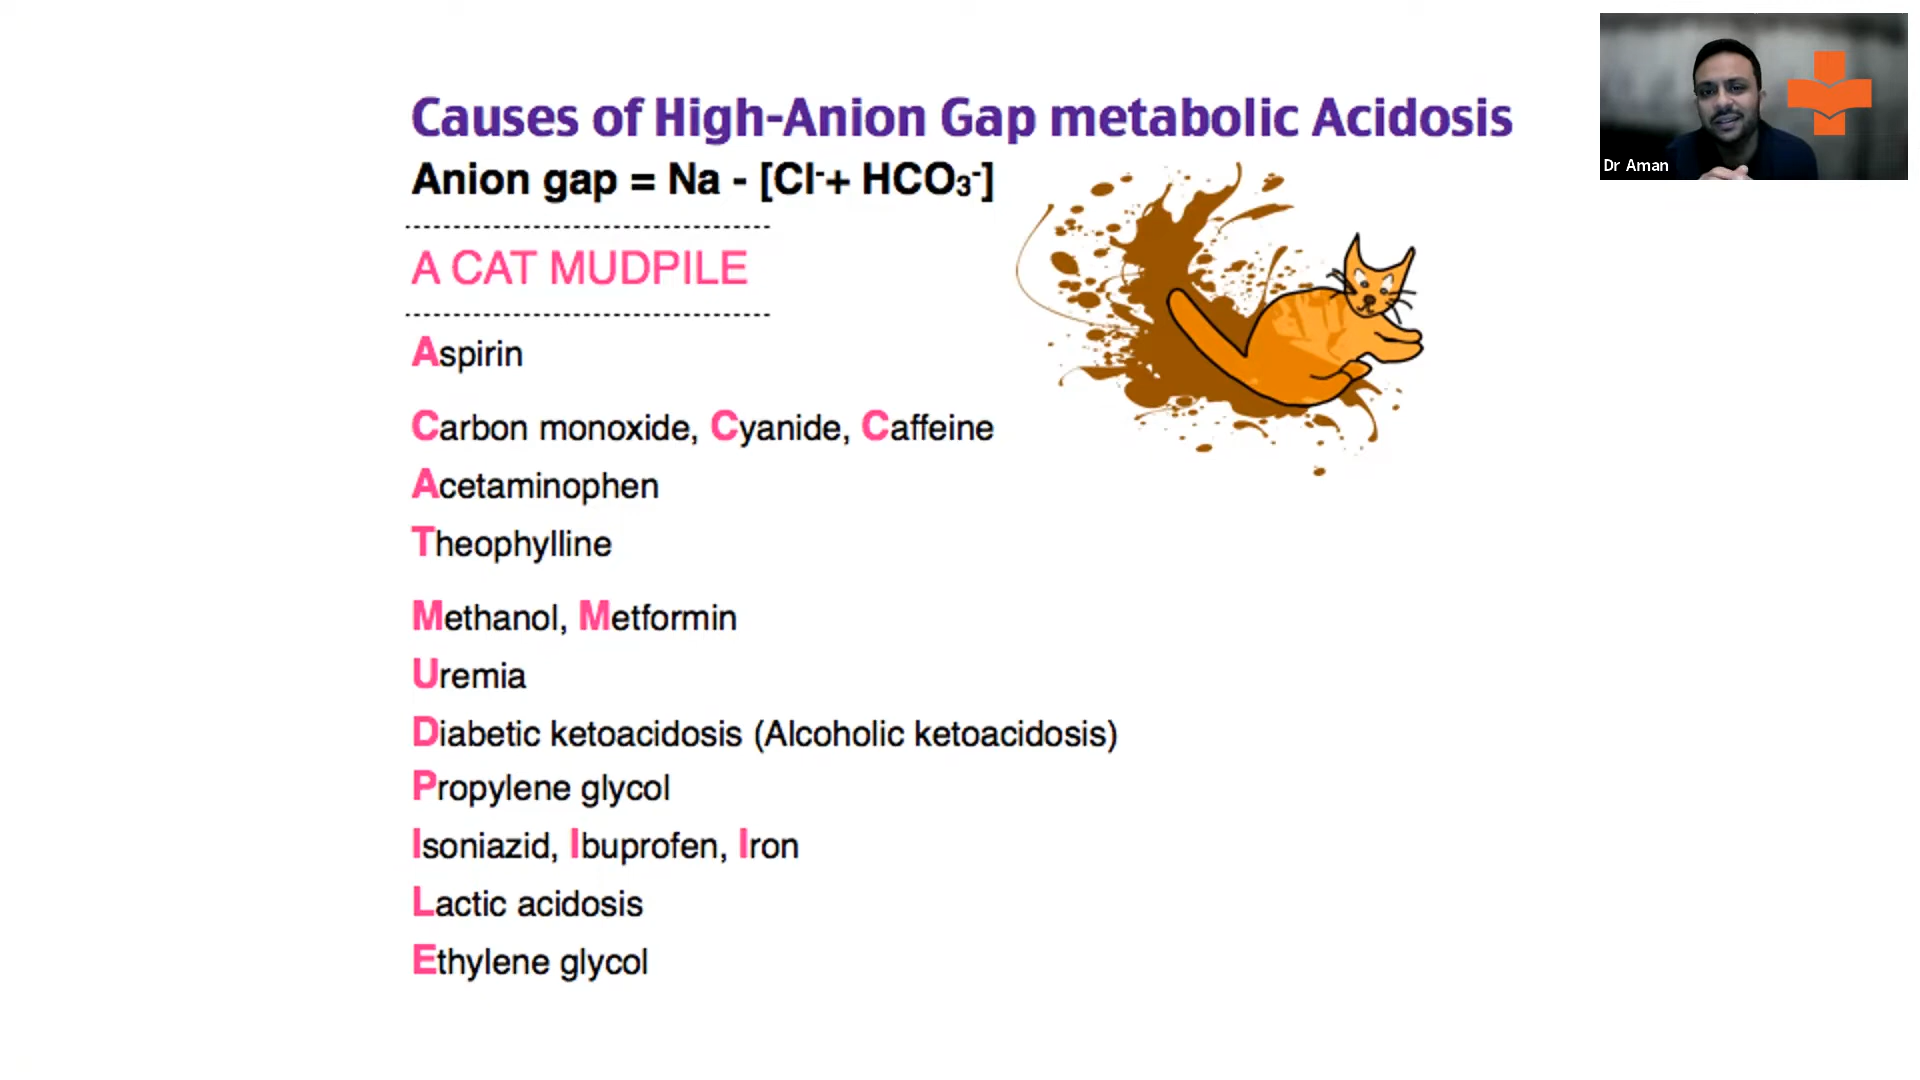 Causes of High-Anion Gap metabolic Acidosis
Anion gap = Na - [Cl⁻+ HCO₃⁻]
A CAT MUDPILE
Aspirin
Carbon monoxide, Cyanide, Caffeine
Acetaminophen
Theophylline
Methanol, Metformin
Uremia
Diabetic ketoacidosis (Alcoholic ketoacidosis)
Propylene glycol
Isoniazid, Ibuprofen, Iron
Lactic acidosis
Ethylene glycol
Dr Aman